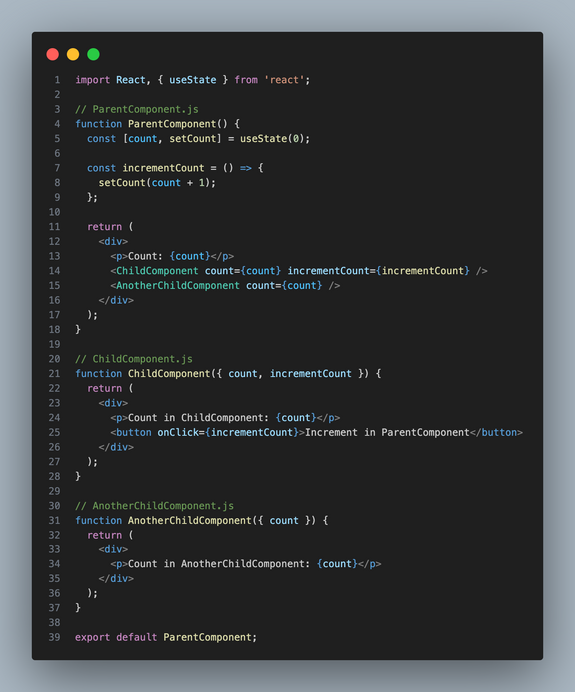 1 import React, { useState } from 'react';
2
3 // ParentComponent.js
4 function ParentComponent() {
5   const [count, setCount] = useState(0);
6
7   const incrementCount = () => {
8     setCount(count + 1);
9   };
10
11   return (
12     <div>
13       <p>Count: {count}</p>
14       <ChildComponent count={count} incrementCount={incrementCount} />
15       <AnotherChildComponent count={count} />
16     </div>
17   );
18 }
19
20 // ChildComponent.js
21 function ChildComponent({ count, incrementCount }) {
22   return (
23     <div>
24       <p>Count in ChildComponent: {count}</p>
25       <button onClick={incrementCount}>Increment in ParentComponent</button>
26     </div>
27   );
28 }
29
30 // AnotherChildComponent.js
31 function AnotherChildComponent({ count }) {
32   return (
33     <div>
34       <p>Count in AnotherChildComponent: {count}</p>
35     </div>
36   );
37 }
38
39 export default ParentComponent;